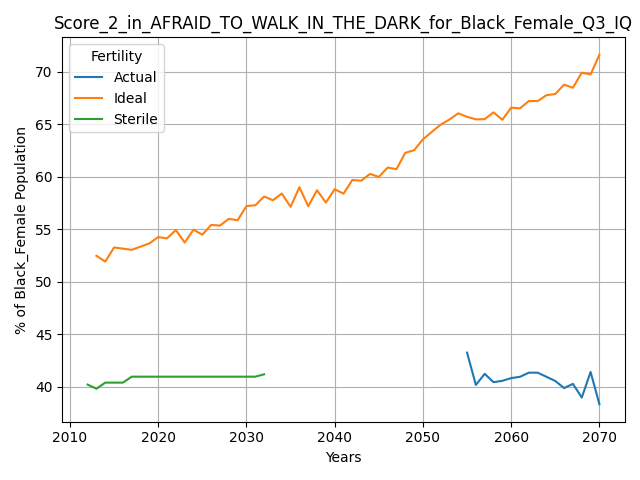 Score_2_in_AFRAID_TO_WALK_IN_THE_DARK_for_Black_Female_Q3_IQ
Fertility
Actual
Ideal
Sterile
% of Black_Female Population
70
65
60
55
50
45
40
2010 2020 2030 2040 2050 2060 2070
Years